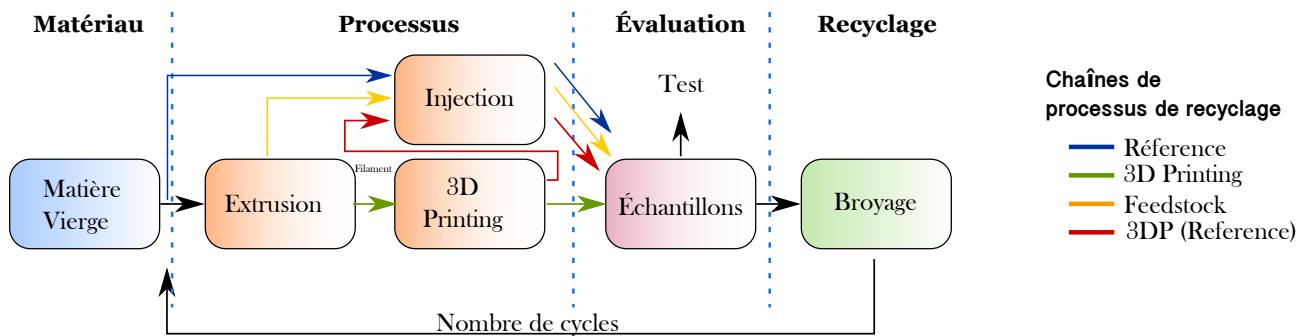 Matériau
Processus
Évaluation
Recyclage
Injection
Test
Chaînes de
processus de recyclage
Réference
3D Printing
Feedstock
3DP (Reference)
Matière
Vierge
Extrusion
Filament
3D
Printing
Échantillons
Broyage
Nombre de cycles